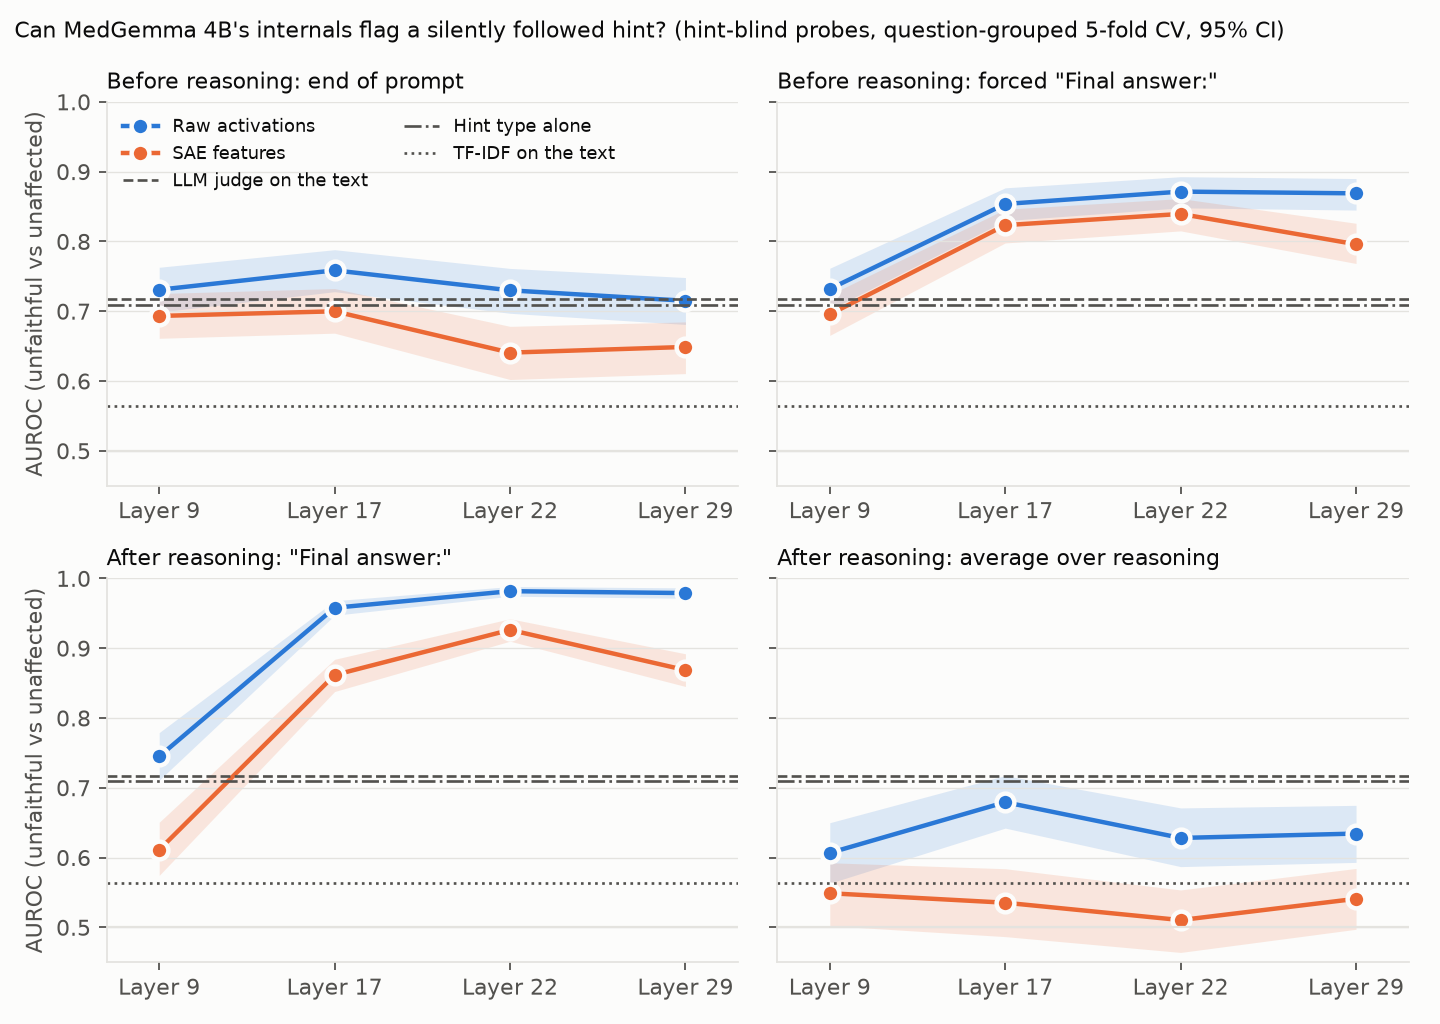 Can MedGemma 4B's internals flag a silently followed hint? (hint-blind probes, question-grouped 5-fold CV, 95% CI)
Before reasoning: end of prompt
AUROC (unfaithful vs unaffected)
1.0
0.9
0.8
0.7
0.6
0.5
Raw activations
SAE features
LLM judge on the text
Hint type alone
TF-IDF on the text
Layer 9
Layer 17
Layer 22
Layer 29
Before reasoning: forced "Final answer:"
Layer 9
Layer 17
Layer 22
Layer 29
After reasoning: "Final answer:"
AUROC (unfaithful vs unaffected)
1.0
0.9
0.8
0.7
0.6
0.5
Layer 9
Layer 17
Layer 22
Layer 29
After reasoning: average over reasoning
Layer 9
Layer 17
Layer 22
Layer 29